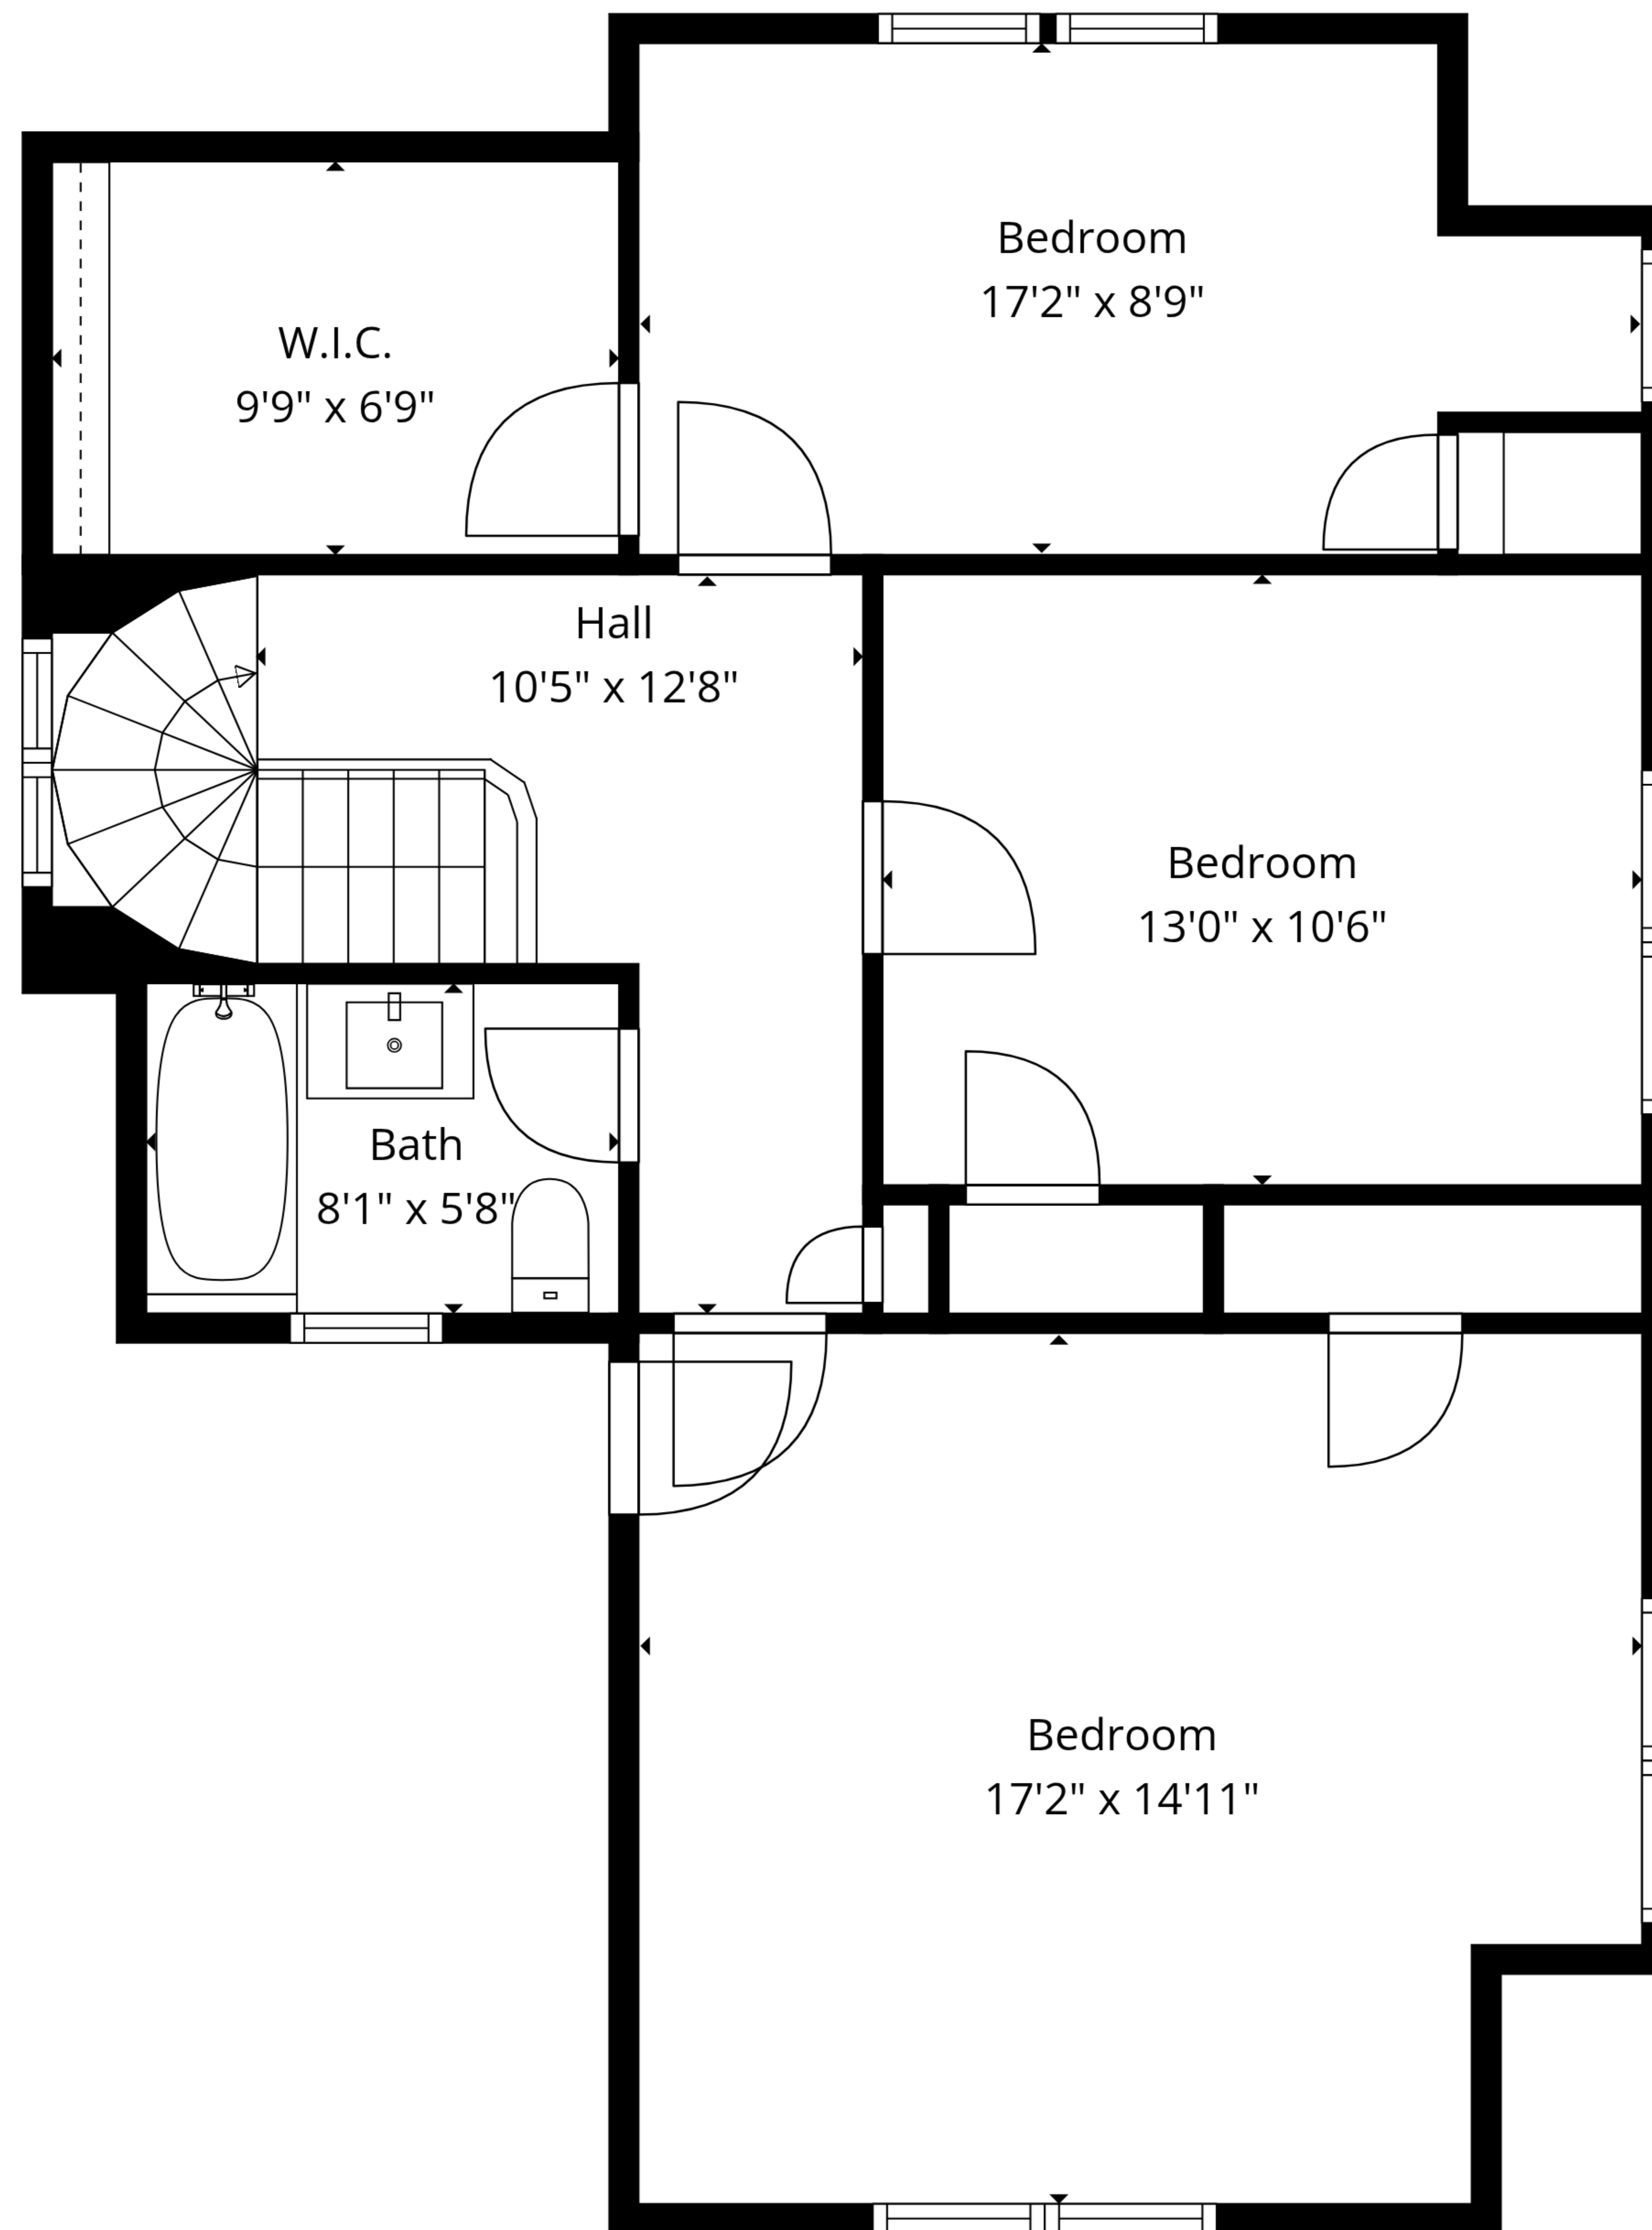 Bedroom
17'2" x 8'9"
W.I.C.
9'9" x 6'9"
Hall
10'5" x 12'8"
Bedroom
13'0" x 10'6"
Bath
8'1" x 5'8"
Bedroom
17'2" x 14'11"